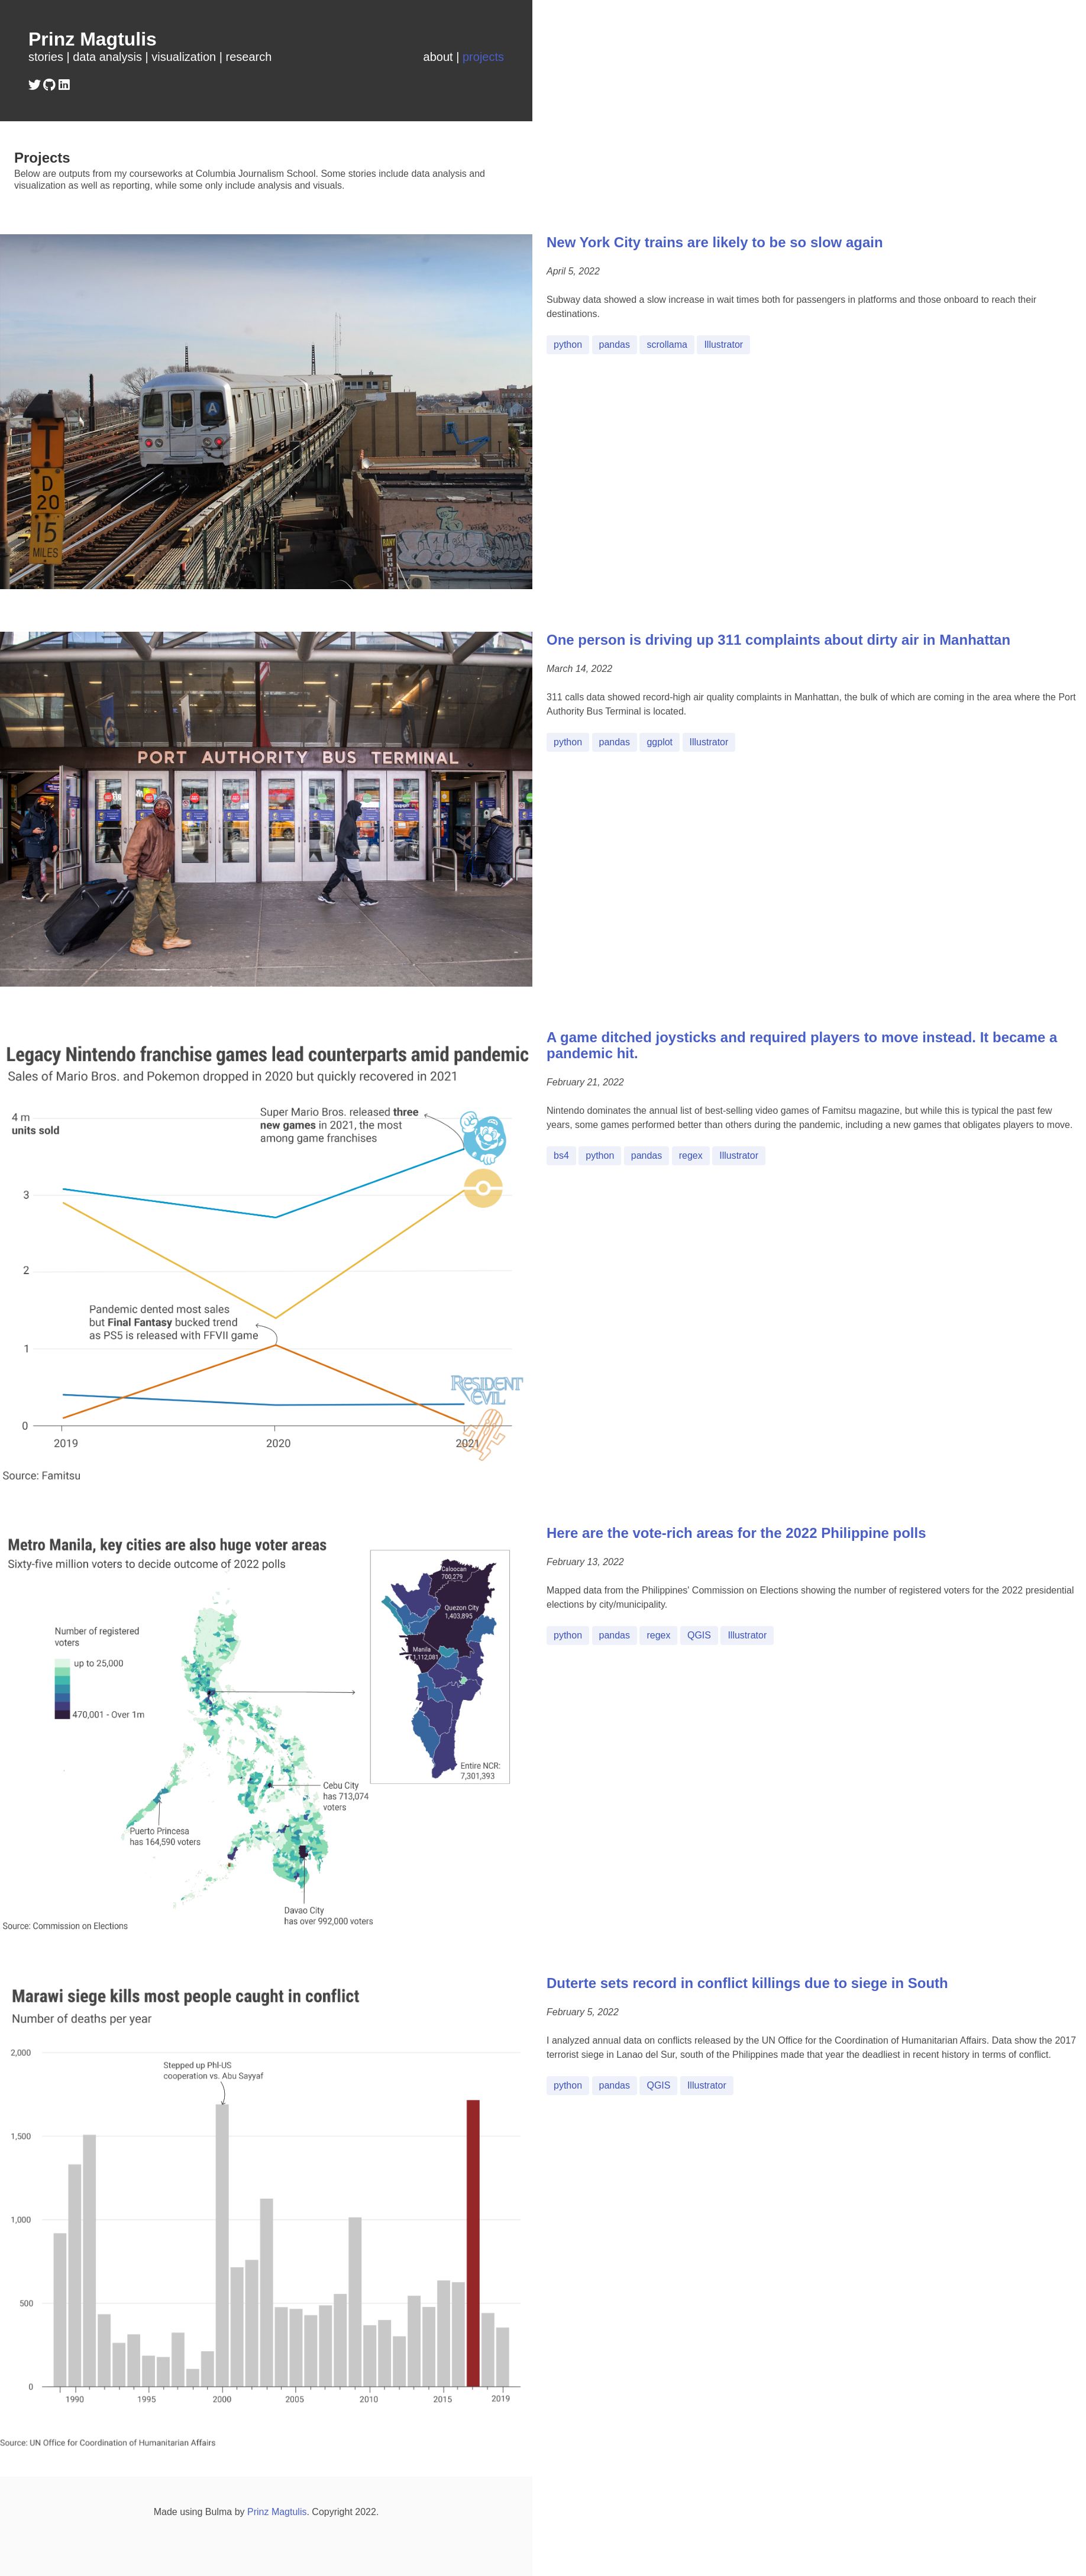 Prinz Magtulis
stories | data analysis | visualization | research
about | projects
Projects
Below are outputs from my courseworks at Columbia Journalism School. Some stories include data analysis and
visualization as well as reporting, while some only include analysis and visuals.
A
D
20
15
MILES
New York City trains are likely to be so slow again
April 5, 2022
Subway data showed a slow increase in wait times both for passengers in platforms and those onboard to reach their
destinations.
python pandas scrollama Illustrator
PORT AUTHORITY BUS TERMINAL
One person is driving up 311 complaints about dirty air in Manhattan
March 14, 2022
311 calls data showed record-high air quality complaints in Manhattan, the bulk of which are coming in the area where the Port
Authority Bus Terminal is located.
python pandas ggplot Illustrator
Legacy Nintendo franchise games lead counterparts amid pandemic
Sales of Mario Bros. and Pokemon dropped in 2020 but quickly recovered in 2021
4 m
units sold
Super Mario Bros. released three
new games in 2021, the most
among game franchises
3
2
Pandemic dented most sales
but Final Fantasy bucked trend
as PS5 is released with FFVII game
1
RESIDENT
EVIL
0
2019 2020 2021
Source: Famitsu
A game ditched joysticks and required players to move instead. It became a
pandemic hit.
February 21, 2022
Nintendo dominates the annual list of best-selling video games of Famitsu magazine, but while this is typical the past few
years, some games performed better than others during the pandemic, including a new games that obligates players to move.
bs4 python pandas regex Illustrator
Metro Manila, key cities are also huge voter areas
Sixty-five million voters to decide outcome of 2022 polls
Number of registered
voters
up to 25,000
470,001 - Over 1m
Caloocan
700,279
Quezon City
1,403,895
Manila
1,112,081
Entire NCR:
7,301,393
Cebu City
has 713,074
voters
Puerto Princesa
has 164,590 voters
Davao City
has over 992,000 voters
Source: Commission on Elections
Here are the vote-rich areas for the 2022 Philippine polls
February 13, 2022
Mapped data from the Philippines' Commission on Elections showing the number of registered voters for the 2022 presidential
elections by city/municipality.
python pandas regex QGIS Illustrator
Marawi siege kills most people caught in conflict
Number of deaths per year
2,000
Stepped up Phl-US
cooperation vs. Abu Sayyaf
1,500
1,000
500
0
1990 1995 2000 2005 2010 2015 2019
Source: UN Office for Coordination of Humanitarian Affairs
Duterte sets record in conflict killings due to siege in South
February 5, 2022
I analyzed annual data on conflicts released by the UN Office for the Coordination of Humanitarian Affairs. Data show the 2017
terrorist siege in Lanao del Sur, south of the Philippines made that year the deadliest in recent history in terms of conflict.
python pandas QGIS Illustrator
Made using Bulma by Prinz Magtulis. Copyright 2022.